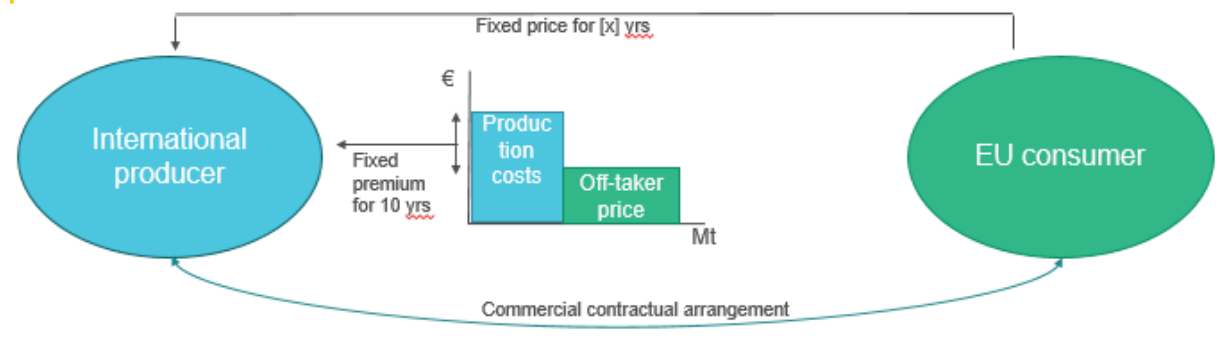 Fixed price for [x] yrs
€
International
producer
Fixed
premium
for 10 yrs
Produc
tion
costs
Off-taker
price
Mt
EU consumer
Commercial contractual arrangement